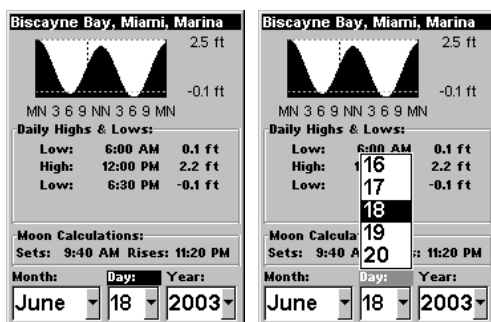 Biscayne Bay, Miami, Marina
2.5 ft
-0.1 ft
MN 3 6 9 NN 3 6 9 MN
Daily Highs & Lows:
Low: 6:00 AM 0.1 ft
High: 12:00 PM 2.2 ft
Low: 6:30 PM -0.1 ft
Moon Calculations:
Sets: 9:40 AM Rises: 11:20 PM
Month: Day: Year:
June 18 2003
Biscayne Bay, Miami, Marina
2.5 ft
-0.1 ft
MN 3 6 9 NN 3 6 9 MN
Daily Highs & Lows:
Low: 6:00 AM 0.1 ft
High: 1 2.2 ft
Low: -0.1 ft
16
17
18
19
20
Moon Calcula
Sets: 9:40 A s: 11:20 PM
Month: Day: Year:
June 18 2003